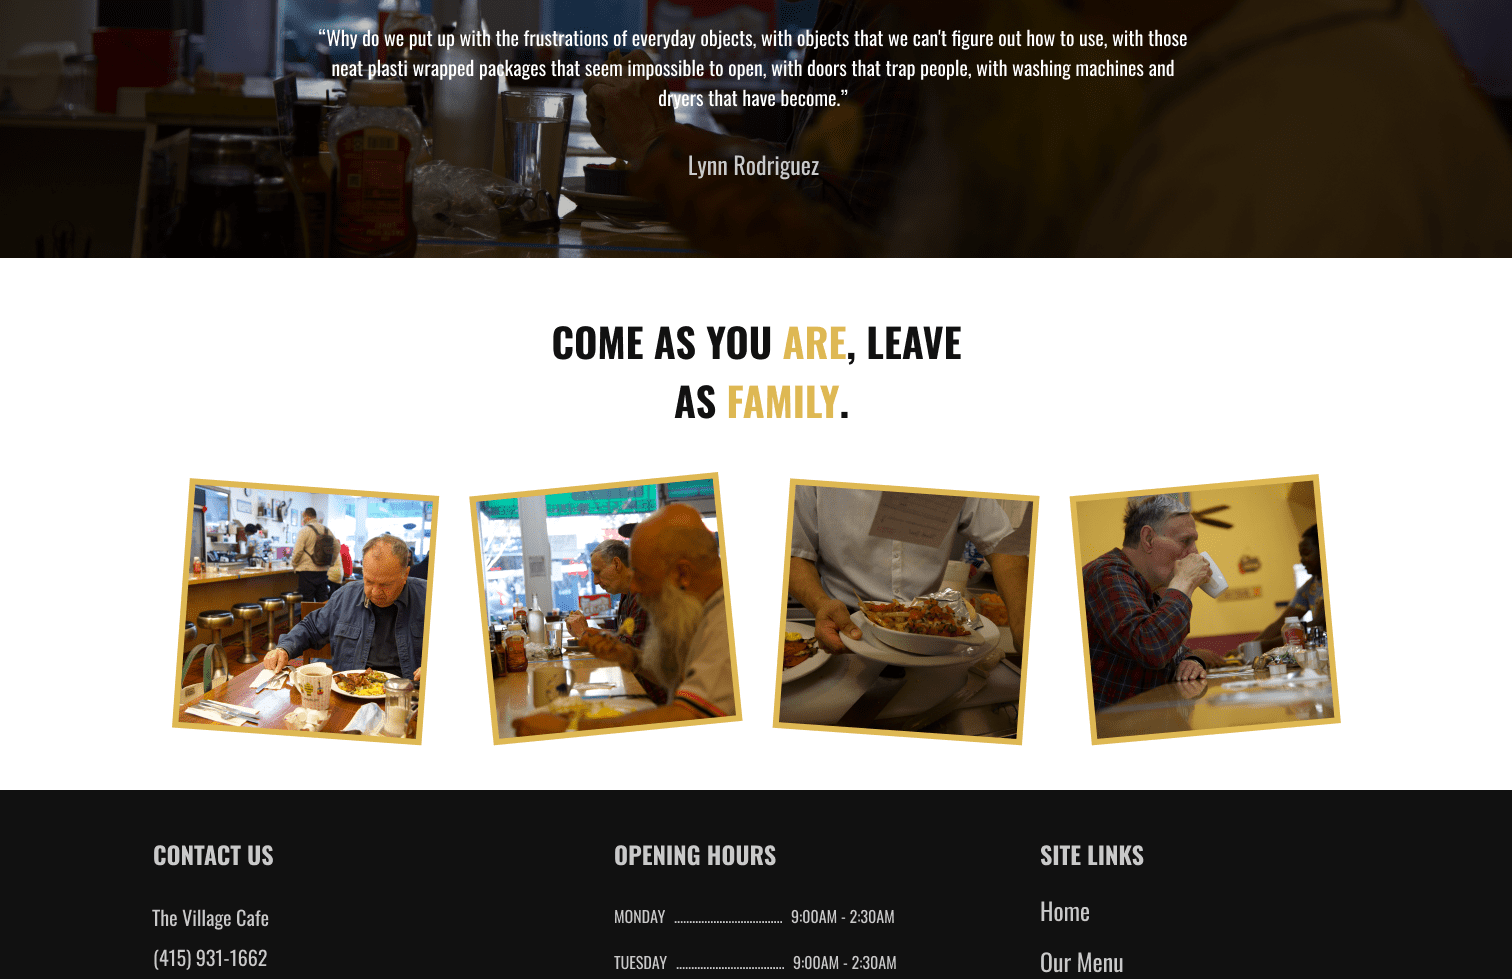 “Why do we put up with the frustrations of everyday objects, with objects that we can't figure out how to use, with those
neat plasti wrapped packages that seem impossible to open, with doors that trap people, with washing machines and
dryers that have become.”
Lynn Rodriguez
COME AS YOU ARE, LEAVE
AS FAMILY.
CONTACT US
The Village Cafe
(415) 931-1662
OPENING HOURS
MONDAY .................................... 9:00AM - 2:30AM
TUESDAY .................................... 9:00AM - 2:30AM
SITE LINKS
Home
Our Menu